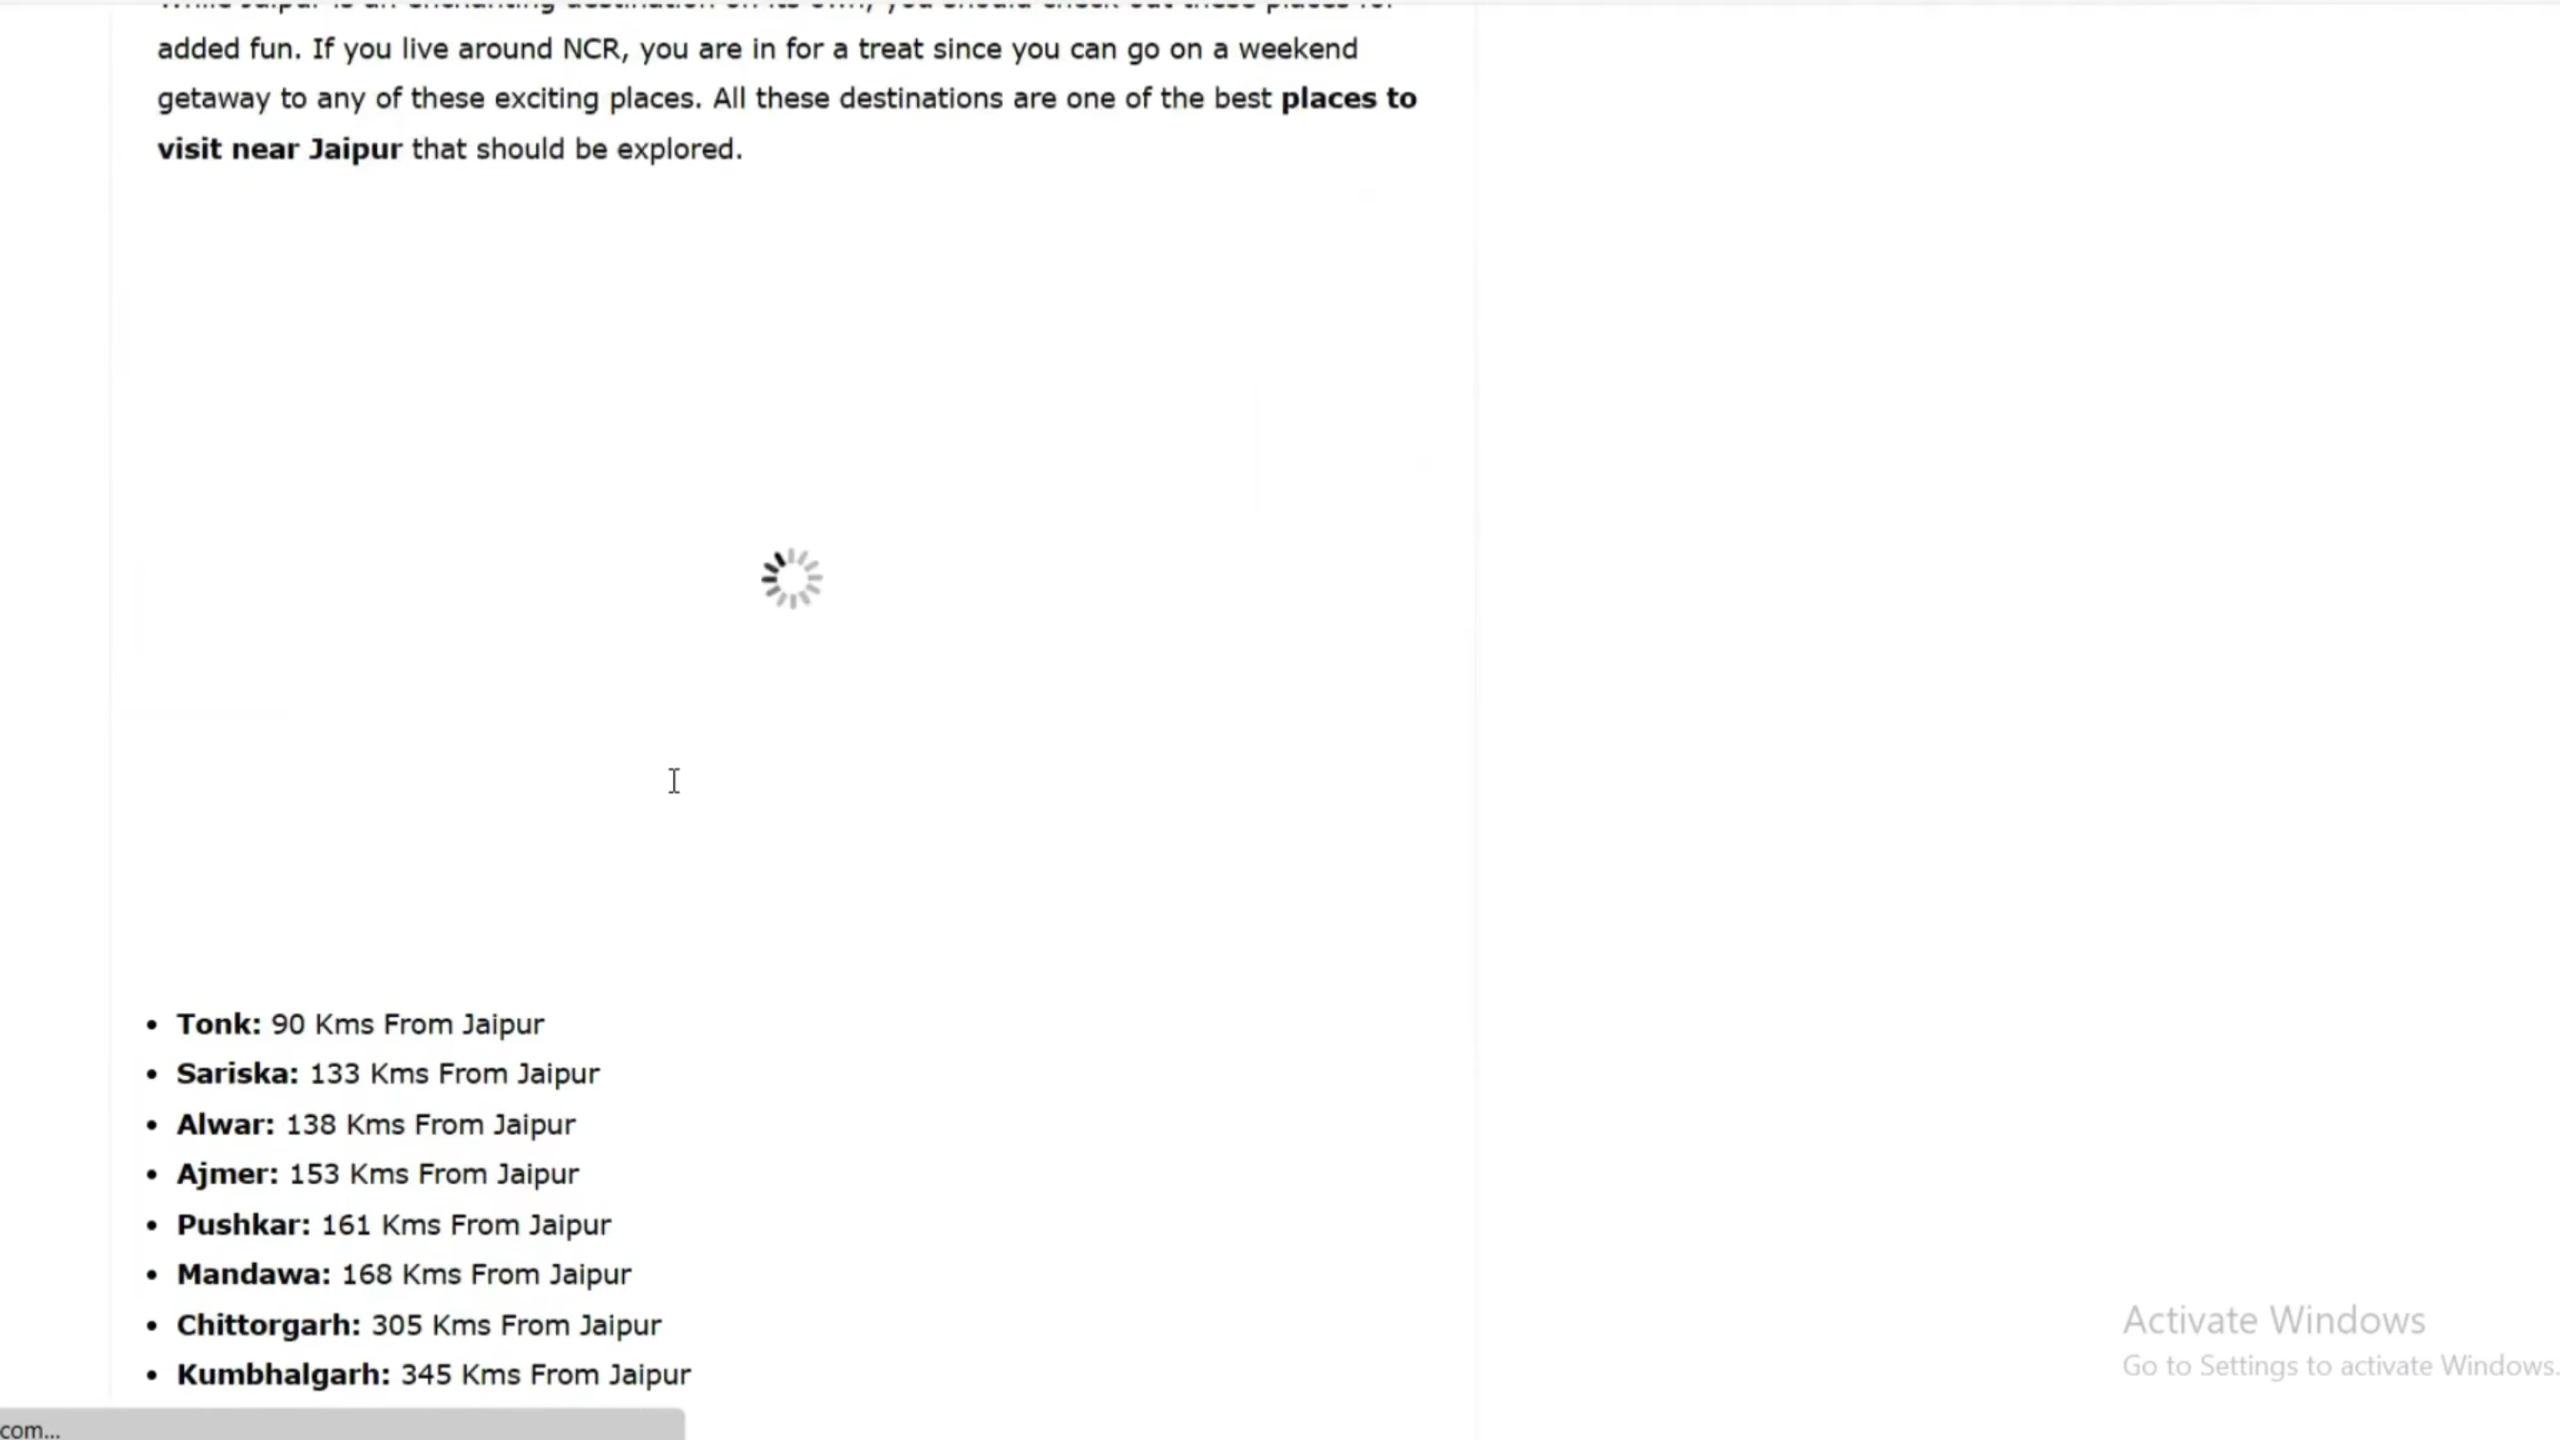 added fun. If you live around NCR, you are in for a treat since you can go on a weekend
getaway to any of these exciting places. All these destinations are one of the best places to
visit near Jaipur that should be explored.
• Tonk: 90 Kms From Jaipur
• Sariska: 133 Kms From Jaipur
• Alwar: 138 Kms From Jaipur
• Ajmer: 153 Kms From Jaipur
• Pushkar: 161 Kms From Jaipur
• Mandawa: 168 Kms From Jaipur
• Chittorgarh: 305 Kms From Jaipur
• Kumbhalgarh: 345 Kms From Jaipur
Activate Windows
Go to Settings to activate Windows.
com...